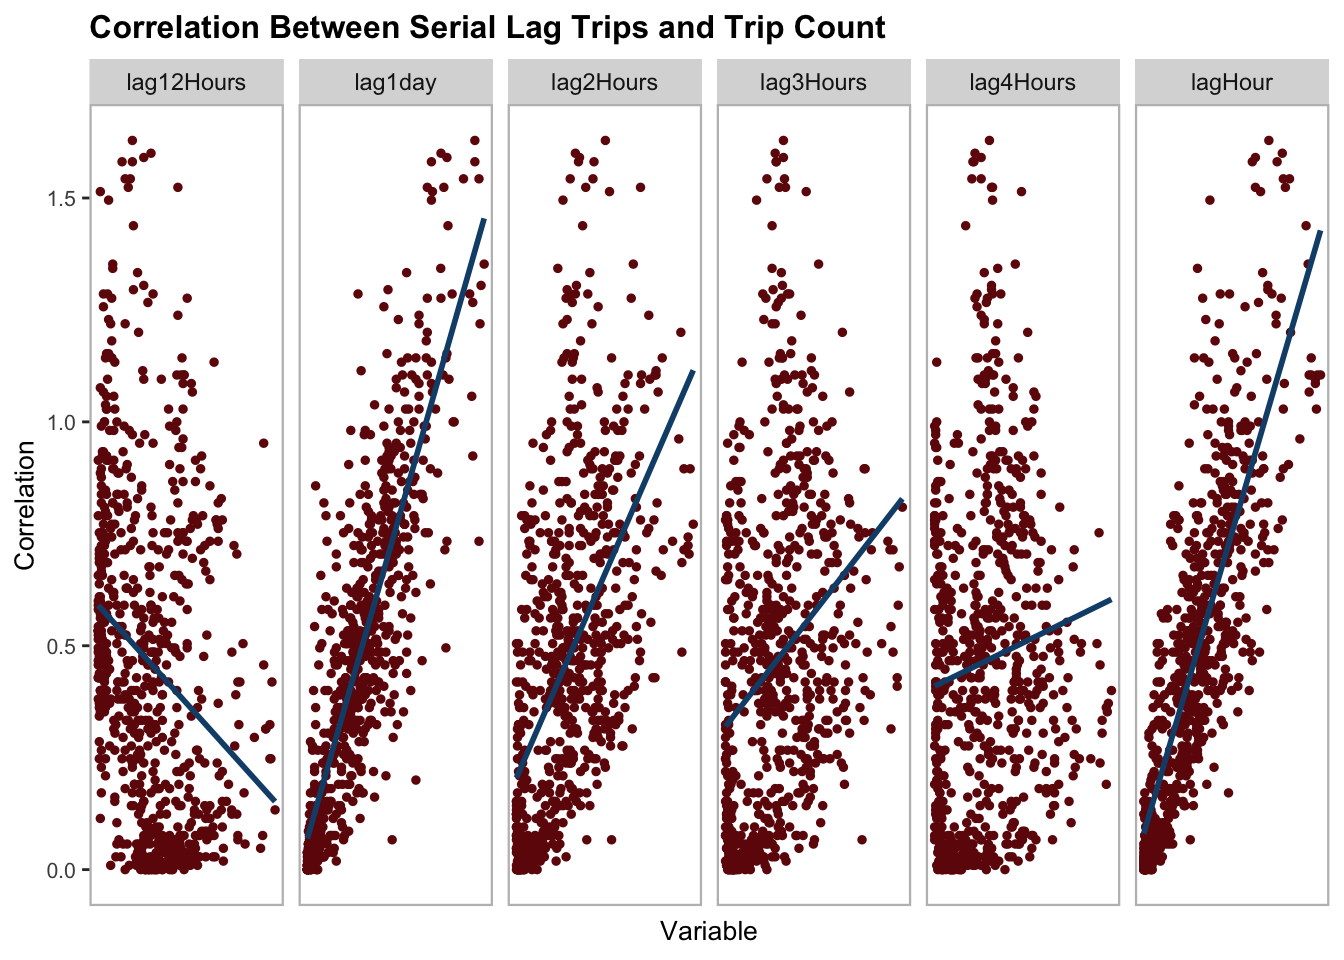 Correlation Between Serial Lag Trips and Trip Count
lag12Hours lag1day lag2Hours lag3Hours lag4Hours lagHour
Correlation
1.5
1.0
0.5
0.0
Variable